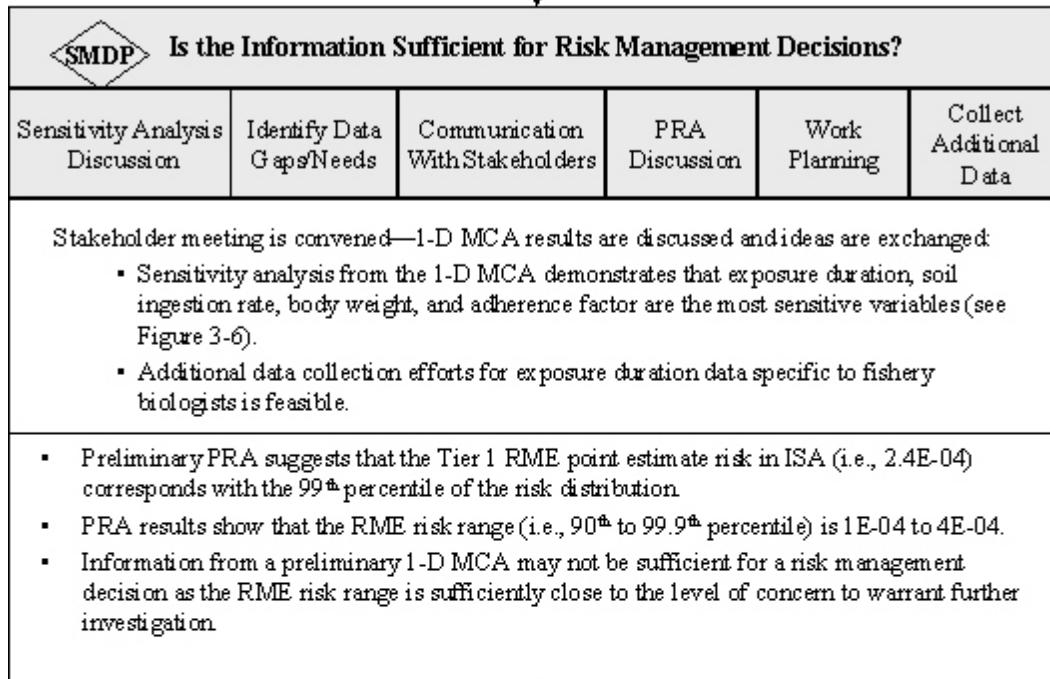 SMDP Is the Information Sufficient for Risk Management Decisions?
Sensitivity Analysis
Discussion
Identify Data
Gaps/Needs
Communication
With Stakeholders
PRA
Discussion
Work
Planning
Collect
Additional
Data
Stakeholder meeting is convened—1-D MCA results are discussed and ideas are exchanged:
▪ Sensitivity analysis from the 1-D MCA demonstrates that exposure duration, soil
ingestion rate, body weight, and adherence factor are the most sensitive variables (see
Figure 3-6).
▪ Additional data collection efforts for exposure duration data specific to fishery
biologists is feasible.
▪ Preliminary PRA suggests that the Tier 1 RME point estimate risk in ISA (i.e., 2.4E-04)
corresponds with the 99th percentile of the risk distribution.
▪ PRA results show that the RME risk range (i.e., 90th to 99.9th percentile) is 1E-04 to 4E-04.
▪ Information from a preliminary 1-D MCA may not be sufficient for a risk management
decision as the RME risk range is sufficiently close to the level of concern to warrant further
investigation.